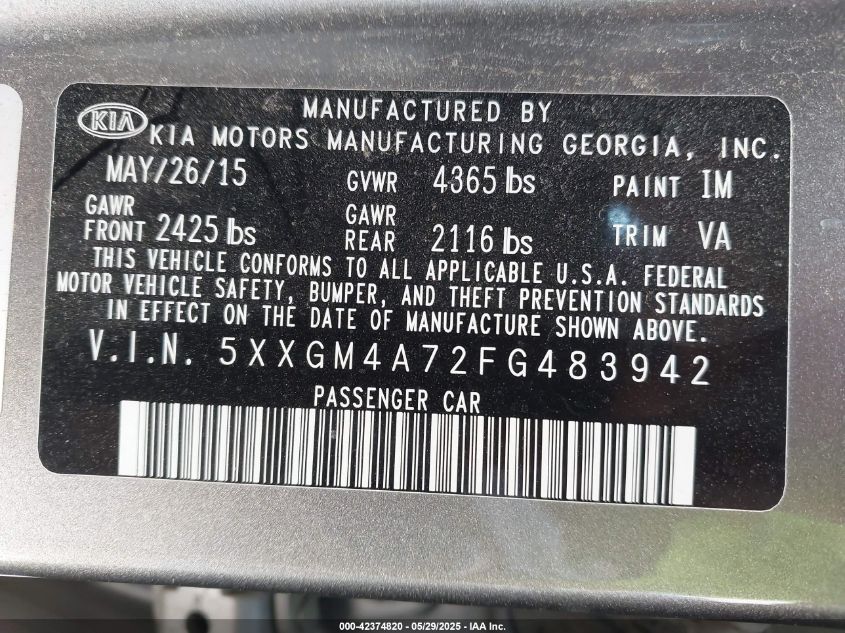 KIA
MANUFACTURED BY
KIA MOTORS MANUFACTURING GEORGIA, INC.
MAY/26/15 GVWR 4365 lbs PAINT IM
GAWR FRONT 2425 lbs GAWR REAR 2116 lbs TRIM VA
THIS VEHICLE CONFORMS TO ALL APPLICABLE U.S.A. FEDERAL
MOTOR VEHICLE SAFETY, BUMPER, AND THEFT PREVENTION STANDARDS
IN EFFECT ON THE DATE OF MANUFACTURE SHOWN ABOVE.
V.I.N. 5XXGM4A72FG483942
PASSENGER CAR
000-42374820 - 05/29/2025 - IAA Inc.